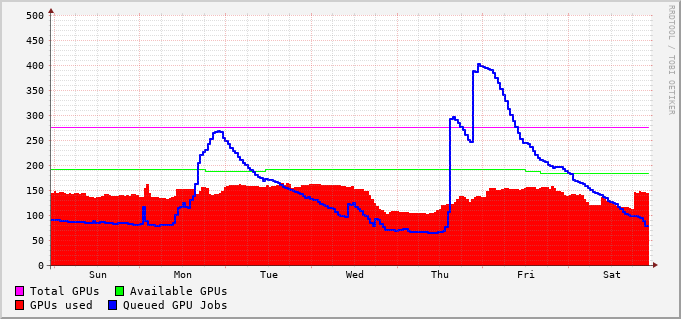 500
450
400
350
300
250
200
150
100
50
0
Sun Mon Tue Wed Thu Fri Sat
Total GPUs Available GPUs
GPUs used Queued GPU Jobs
RRDTOOL / TOBI OETIKER